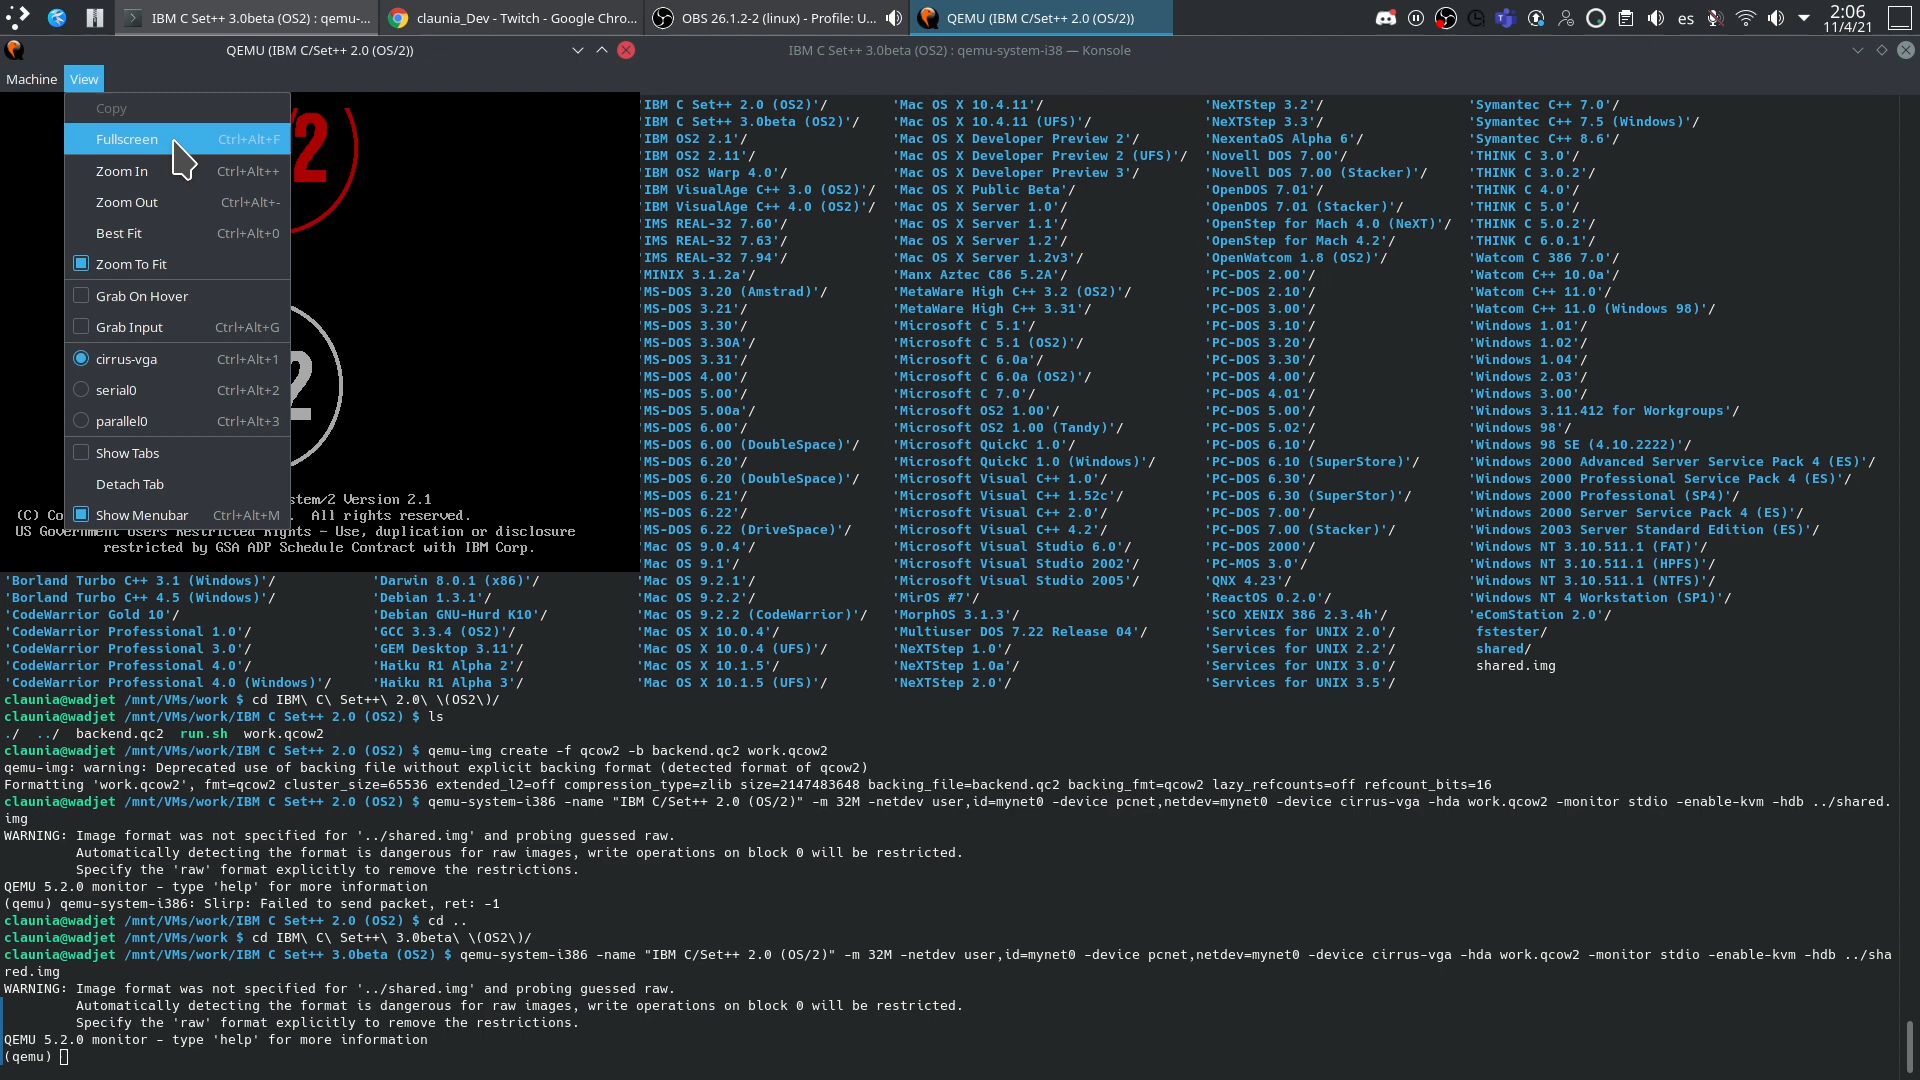 IBM C Set++ 3.0beta (OS2) : qemu-...
claunia_Dev - Twitch - Google Chro...
OBS 26.1.2-2 (linux) - Profile: U...
QEMU (IBM C/Set++ 2.0 (OS/2))
es
2:06
11/4/21
QEMU (IBM C/Set++ 2.0 (OS/2))
IBM C Set++ 3.0beta (OS2) : qemu-system-i38 — Konsole
Machine
View
Copy
Fullscreen Ctrl+Alt+F
Zoom In Ctrl+Alt++
Zoom Out Ctrl+Alt+-
Best Fit Ctrl+Alt+0
Zoom To Fit
Grab On Hover
Grab Input Ctrl+Alt+G
cirrus-vga Ctrl+Alt+1
serial0 Ctrl+Alt+2
parallel0 Ctrl+Alt+3
Show Tabs
Detach Tab
Show Menubar Ctrl+Alt+M
/2
2
stem/2 Version 2.1
(C) Co . All rights reserved.
US Government Users Restricted Rights - Use, duplication or disclosure
restricted by GSA ADP Schedule Contract with IBM Corp.
'IBM C Set++ 2.0 (OS2)'/ 'Mac OS X 10.4.11'/ 'NeXTStep 3.2'/ 'Symantec C++ 7.0'/
'IBM C Set++ 3.0beta (OS2)'/ 'Mac OS X 10.4.11 (UFS)'/ 'NeXTStep 3.3'/ 'Symantec C++ 7.5 (Windows)'/
'IBM OS2 2.1'/ 'Mac OS X Developer Preview 2'/ 'NexentaOS Alpha 6'/ 'Symantec C++ 8.6'/
'IBM OS2 2.11'/ 'Mac OS X Developer Preview 2 (UFS)'/ 'Novell DOS 7.00'/ 'THINK C 3.0'/
'IBM OS2 Warp 4.0'/ 'Mac OS X Developer Preview 3'/ 'Novell DOS 7.00 (Stacker)'/ 'THINK C 3.0.2'/
'IBM VisualAge C++ 3.0 (OS2)'/ 'Mac OS X Public Beta'/ 'OpenDOS 7.01'/ 'THINK C 4.0'/
'IBM VisualAge C++ 4.0 (OS2)'/ 'Mac OS X Server 1.0'/ 'OpenDOS 7.01 (Stacker)'/ 'THINK C 5.0'/
'IMS REAL-32 7.60'/ 'Mac OS X Server 1.1'/ 'OpenStep for Mach 4.0 (NeXT)'/ 'THINK C 5.0.2'/
'IMS REAL-32 7.63'/ 'Mac OS X Server 1.2'/ 'OpenStep for Mach 4.2'/ 'THINK C 6.0.1'/
'IMS REAL-32 7.94'/ 'Mac OS X Server 1.2v3'/ 'OpenWatcom 1.8 (OS2)'/ 'Watcom C 386 7.0'/
'MINIX 3.1.2a'/ 'Manx Aztec C86 5.2A'/ 'PC-DOS 2.00'/ 'Watcom C++ 10.0a'/
'MS-DOS 3.20 (Amstrad)'/ 'MetaWare High C++ 3.2 (OS2)'/ 'PC-DOS 2.10'/ 'Watcom C++ 11.0'/
'MS-DOS 3.21'/ 'MetaWare High C++ 3.31'/ 'PC-DOS 3.00'/ 'Watcom C++ 11.0 (Windows 98)'/
'MS-DOS 3.30'/ 'Microsoft C 5.1'/ 'PC-DOS 3.10'/ 'Windows 1.01'/
'MS-DOS 3.30A'/ 'Microsoft C 5.1 (OS2)'/ 'PC-DOS 3.20'/ 'Windows 1.02'/
'MS-DOS 3.31'/ 'Microsoft C 6.0a'/ 'PC-DOS 3.30'/ 'Windows 1.04'/
'MS-DOS 4.00'/ 'Microsoft C 6.0a (OS2)'/ 'PC-DOS 4.00'/ 'Windows 2.03'/
'MS-DOS 5.00'/ 'Microsoft C 7.0'/ 'PC-DOS 4.01'/ 'Windows 3.00'/
'MS-DOS 5.00a'/ 'Microsoft OS2 1.00'/ 'PC-DOS 5.00'/ 'Windows 3.11.412 for Workgroups'/
'MS-DOS 6.00'/ 'Microsoft OS2 1.00 (Tandy)'/ 'PC-DOS 5.02'/ 'Windows 98'/
'MS-DOS 6.00 (DoubleSpace)'/ 'Microsoft QuickC 1.0'/ 'PC-DOS 6.10'/ 'Windows 98 SE (4.10.2222)'/
'MS-DOS 6.20'/ 'Microsoft QuickC 1.0 (Windows)'/ 'PC-DOS 6.10 (SuperStore)'/ 'Windows 2000 Advanced Server Service Pack 4 (ES)'/
'MS-DOS 6.20 (DoubleSpace)'/ 'Microsoft Visual C++ 1.0'/ 'PC-DOS 6.30'/ 'Windows 2000 Professional Service Pack 4 (ES)'/
'MS-DOS 6.21'/ 'Microsoft Visual C++ 1.52c'/ 'PC-DOS 6.30 (SuperStor)'/ 'Windows 2000 Professional (SP4)'/
'MS-DOS 6.22'/ 'Microsoft Visual C++ 2.0'/ 'PC-DOS 7.00'/ 'Windows 2000 Server Service Pack 4 (ES)'/
'MS-DOS 6.22 (DriveSpace)'/ 'Microsoft Visual C++ 4.2'/ 'PC-DOS 7.00 (Stacker)'/ 'Windows 2003 Server Standard Edition (ES)'/
'Mac OS 9.0.4'/ 'Microsoft Visual Studio 6.0'/ 'PC-DOS 2000'/ 'Windows NT 3.10.511.1 (FAT)'/
'Mac OS 9.1'/ 'Microsoft Visual Studio 2002'/ 'PC-MOS 3.0'/ 'Windows NT 3.10.511.1 (HPFS)'/
'Borland Turbo C++ 3.1 (Windows)'/ 'Darwin 8.0.1 (x86)'/ 'Mac OS 9.2.1'/ 'Microsoft Visual Studio 2005'/ 'QNX 4.23'/ 'Windows NT 3.10.511.1 (NTFS)'/
'Borland Turbo C++ 4.5 (Windows)'/ 'Debian 1.3.1'/ 'Mac OS 9.2.2'/ 'MirOS #7'/ 'ReactOS 0.2.0'/ 'Windows NT 4 Workstation (SP1)'/
'CodeWarrior Gold 10'/ 'Debian GNU-Hurd K10'/ 'Mac OS 9.2.2 (CodeWarrior)'/ 'MorphOS 3.1.3'/ 'SCO XENIX 386 2.3.4h'/ 'eComStation 2.0'/
'CodeWarrior Professional 1.0'/ 'GCC 3.3.4 (OS2)'/ 'Mac OS X 10.0.4'/ 'Multiuser DOS 7.22 Release 04'/ 'Services for UNIX 2.0'/ fstester/
'CodeWarrior Professional 3.0'/ 'GEM Desktop 3.11'/ 'Mac OS X 10.0.4 (UFS)'/ 'NeXTStep 1.0'/ 'Services for UNIX 2.2'/ shared/
'CodeWarrior Professional 4.0'/ 'Haiku R1 Alpha 2'/ 'Mac OS X 10.1.5'/ 'NeXTStep 1.0a'/ 'Services for UNIX 3.0'/ shared.img
'CodeWarrior Professional 4.0 (Windows)'/ 'Haiku R1 Alpha 3'/ 'Mac OS X 10.1.5 (UFS)'/ 'NeXTStep 2.0'/ 'Services for UNIX 3.5'/
claunia@wadjet /mnt/VMs/work $ cd IBM\ C\ Set++\ 2.0\ \(OS2\)/
claunia@wadjet /mnt/VMs/work/IBM C Set++ 2.0 (OS2) $ ls
./ ../ backend.qc2 run.sh work.qcow2
claunia@wadjet /mnt/VMs/work/IBM C Set++ 2.0 (OS2) $ qemu-img create -f qcow2 -b backend.qc2 work.qcow2
qemu-img: warning: Deprecated use of backing file without explicit backing format (detected format of qcow2)
Formatting 'work.qcow2', fmt=qcow2 cluster_size=65536 extended_l2=off compression_type=zlib size=2147483648 backing_file=backend.qc2 backing_fmt=qcow2 lazy_refcounts=off refcount_bits=16
claunia@wadjet /mnt/VMs/work/IBM C Set++ 2.0 (OS2) $ qemu-system-i386 -name "IBM C/Set++ 2.0 (OS/2)" -m 32M -netdev user,id=mynet0 -device pcnet,netdev=mynet0 -device cirrus-vga -hda work.qcow2 -monitor stdio -enable-kvm -hdb ../shared.
img
WARNING: Image format was not specified for '../shared.img' and probing guessed raw.
Automatically detecting the format is dangerous for raw images, write operations on block 0 will be restricted.
Specify the 'raw' format explicitly to remove the restrictions.
QEMU 5.2.0 monitor - type 'help' for more information
(qemu) qemu-system-i386: Slirp: Failed to send packet, ret: -1
claunia@wadjet /mnt/VMs/work/IBM C Set++ 2.0 (OS2) $ cd ..
claunia@wadjet /mnt/VMs/work $ cd IBM\ C\ Set++\ 3.0beta\ \(OS2\)/
claunia@wadjet /mnt/VMs/work/IBM C Set++ 3.0beta (OS2) $ qemu-system-i386 -name "IBM C/Set++ 2.0 (OS/2)" -m 32M -netdev user,id=mynet0 -device pcnet,netdev=mynet0 -device cirrus-vga -hda work.qcow2 -monitor stdio -enable-kvm -hdb ../sha
red.img
WARNING: Image format was not specified for '../shared.img' and probing guessed raw.
Automatically detecting the format is dangerous for raw images, write operations on block 0 will be restricted.
Specify the 'raw' format explicitly to remove the restrictions.
QEMU 5.2.0 monitor - type 'help' for more information
(qemu)